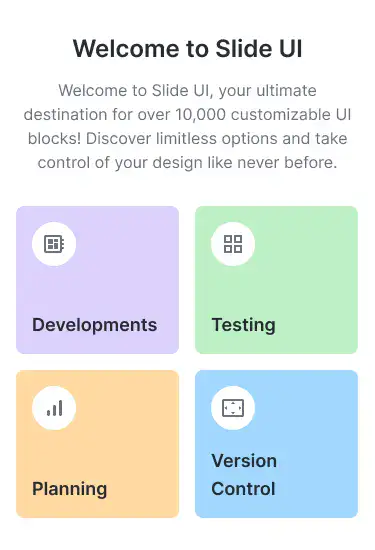 Welcome to Slide UI
Welcome to Slide UI, your ultimate
destination for over 10,000 customizable UI
blocks! Discover limitless options and take
control of your design like never before.
Developments
Testing
Planning
Version
Control